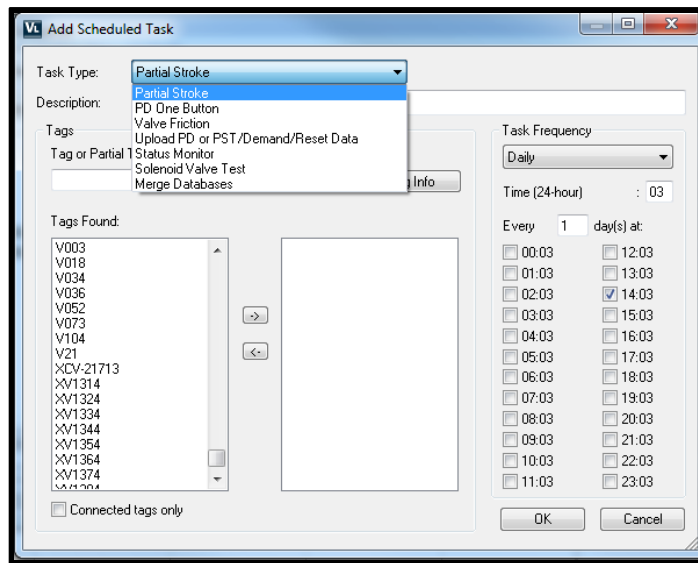 VL Add Scheduled Task
Task Type: Partial Stroke
Partial Stroke
PD One Button
Valve Friction
Upload PD or PST/Demand/Reset Data
Status Monitor
Solenoid Valve Test
Merge Databases
Description:
Tags
Tag or Partial
Info
Tags Found:
V003
V018
V034
V036
V052
V073
V104
V21
XCV-21713
XV1314
XV1324
XV1334
XV1344
XV1354
XV1364
XV1374
->
<-
Connected tags only
Task Frequency
Daily
Time (24-hour) : 03
Every 1 day(s) at:
00:03 12:03
01:03 13:03
02:03 14:03
03:03 15:03
04:03 16:03
05:03 17:03
06:03 18:03
07:03 19:03
08:03 20:03
09:03 21:03
10:03 22:03
11:03 23:03
OK Cancel